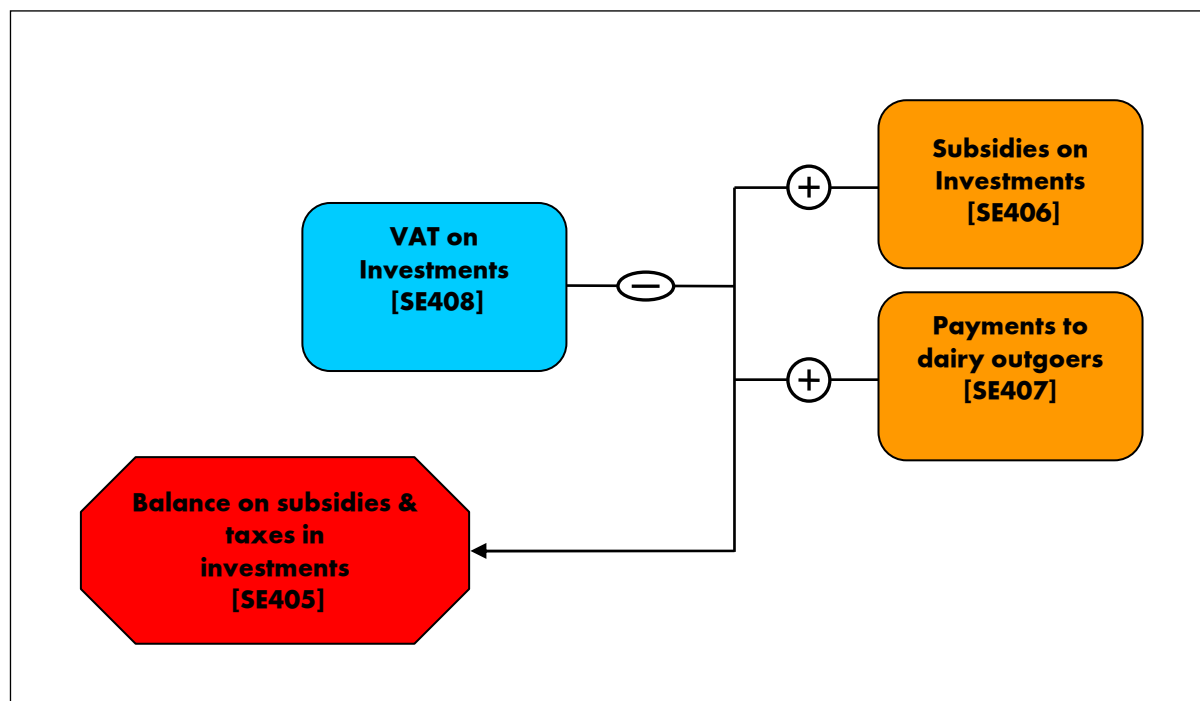 Subsidies on
Investments
[SE406]
+
VAT on
Investments
[SE408]
−
Payments to
dairy outgoers
[SE407]
+
Balance on subsidies &
taxes in
investments
[SE405]